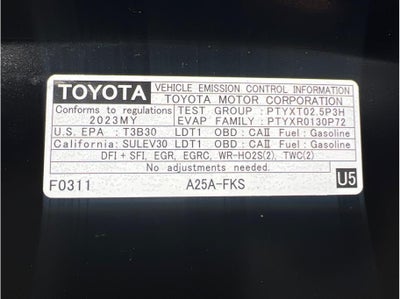 TOYOTA
VEHICLE EMISSION CONTROL INFORMATION
TOYOTA MOTOR CORPORATION
Conforms to regulations
2023MY
TEST GROUP : PTYXT02.5P3H
EVAP FAMILY : PTYXR0130P72
U.S. EPA : T3B30 LDT1 OBD : CAII Fuel : Gasoline
California: SULEV30 LDT1 OBD : CAII Fuel : Gasoline
DFI + SFI, EGR, EGRC, WR-HO2S(2), TWC(2)
No adjustments needed.
F0311 A25A-FKS U5